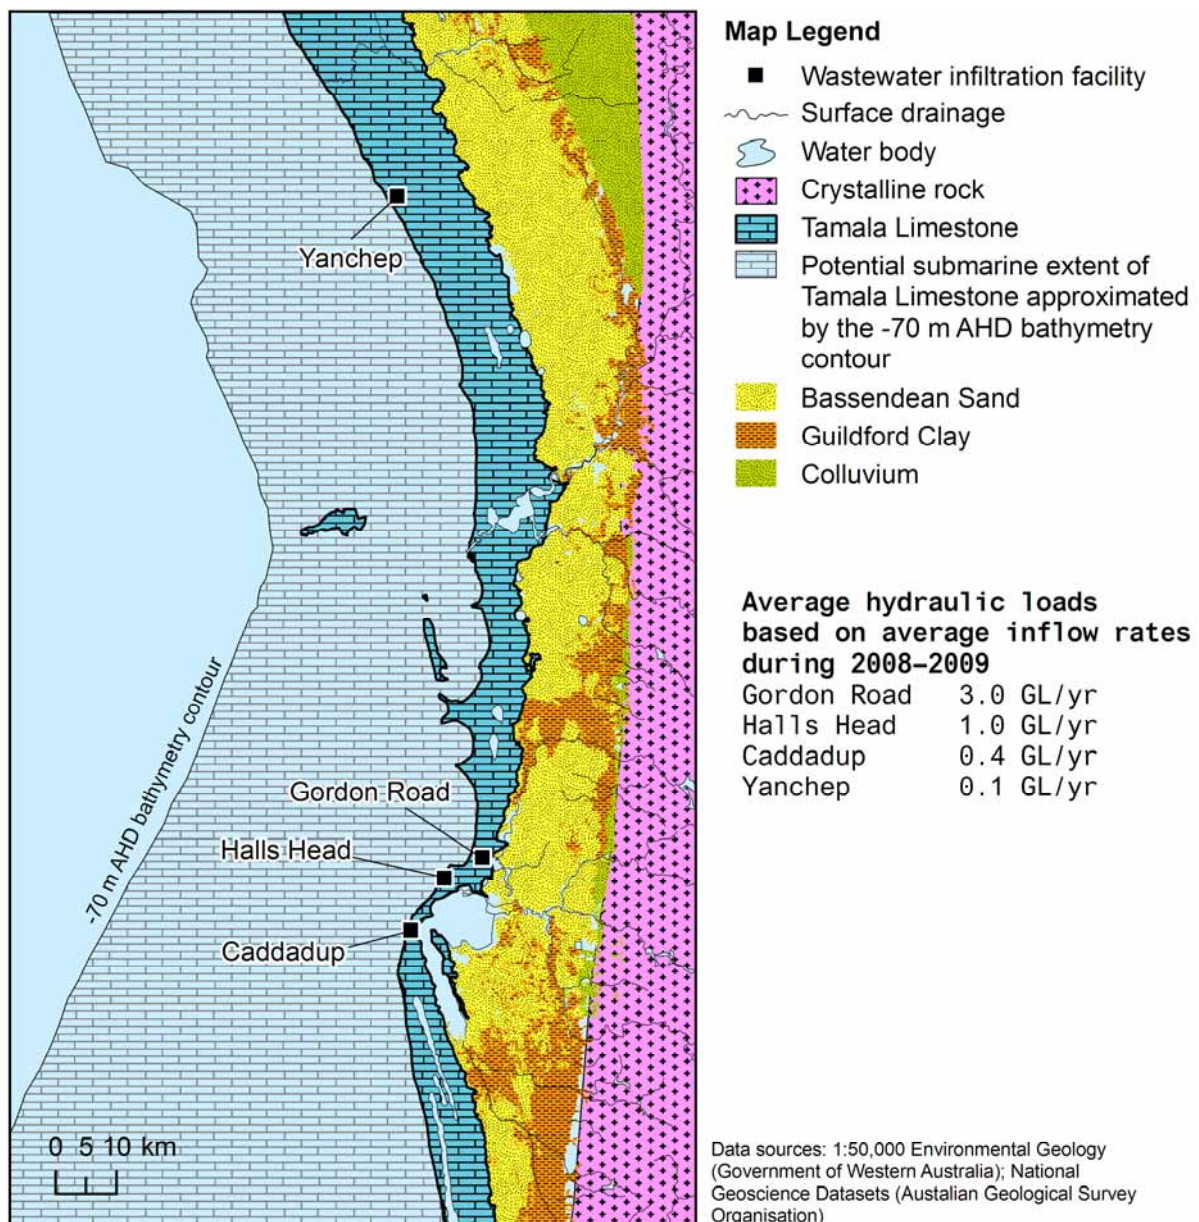 Map Legend
Wastewater infiltration facility
Surface drainage
Water body
Crystalline rock
Tamala Limestone
Potential submarine extent of
Tamala Limestone approximated
by the -70 m AHD bathymetry
contour
Bassendean Sand
Guildford Clay
Colluvium
Yanchep
-70 m AHD bathymetry contour
Gordon Road
Halls Head
Caddadup
0 5 10 km
Average hydraulic loads
based on average inflow rates
during 2008–2009
Gordon Road 3.0 GL/yr
Halls Head 1.0 GL/yr
Caddadup 0.4 GL/yr
Yanchep 0.1 GL/yr
Data sources: 1:50,000 Environmental Geology
(Government of Western Australia); National
Geoscience Datasets (Austalian Geological Survey
Organisation)